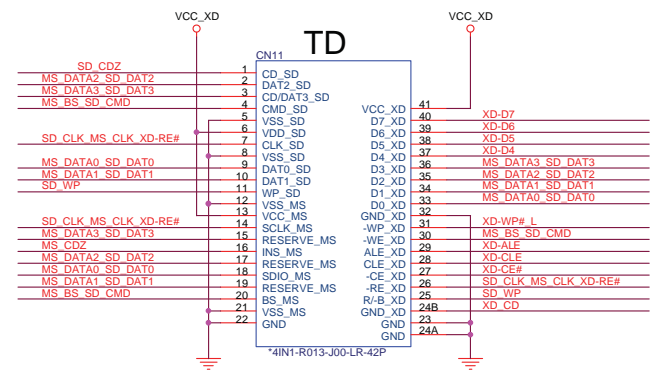 VCC_XD
VCC_XD
TD
CN11
SD_CDZ 1 CD_SD
MS_DATA2_SD_DAT2 2 DAT2_SD
MS_DATA3_SD_DAT3 3 CD/DAT3_SD
MS_BS_SD_CMD 4 CMD_SD
5 VSS_SD
6 VDD_SD
SD_CLK_MS_CLK_XD-RE# 7 CLK_SD
8 VSS_SD
MS_DATA0_SD_DAT0 9 DAT0_SD
MS_DATA1_SD_DAT1 10 DAT1_SD
SD_WP 11 WP_SD
12 VSS_MS
13 VCC_MS
SD_CLK_MS_CLK_XD-RE# 14 SCLK_MS
MS_DATA3_SD_DAT3 15 RESERVE_MS
MS_CDZ 16 INS_MS
MS_DATA2_SD_DAT2 17 RESERVE_MS
MS_DATA0_SD_DAT0 18 SDIO_MS
MS_DATA1_SD_DAT1 19 RESERVE_MS
MS_BS_SD_CMD 20 BS_MS
21 VSS_MS
22 GND
VCC_XD 41
D7_XD 40 XD-D7
D6_XD 39 XD-D6
D5_XD 38 XD-D5
D4_XD 37 XD-D4
D3_XD 36 MS_DATA3_SD_DAT3
D2_XD 35 MS_DATA2_SD_DAT2
D1_XD 34 MS_DATA1_SD_DAT1
D0_XD 33 MS_DATA0_SD_DAT0
GND_XD 32
-WP_XD 31 XD-WP#_L
-WE_XD 30 MS_BS_SD_CMD
ALE_XD 29 XD-ALE
CLE_XD 28 XD-CLE
-CE_XD 27 XD-CE#
-RE_XD 26 SD_CLK_MS_CLK_XD-RE#
R/-B_XD 25 SD_WP
GND_XD 24B XD_CD
GND 23
GND 24A
*4IN1-R013-J00-LR-42P